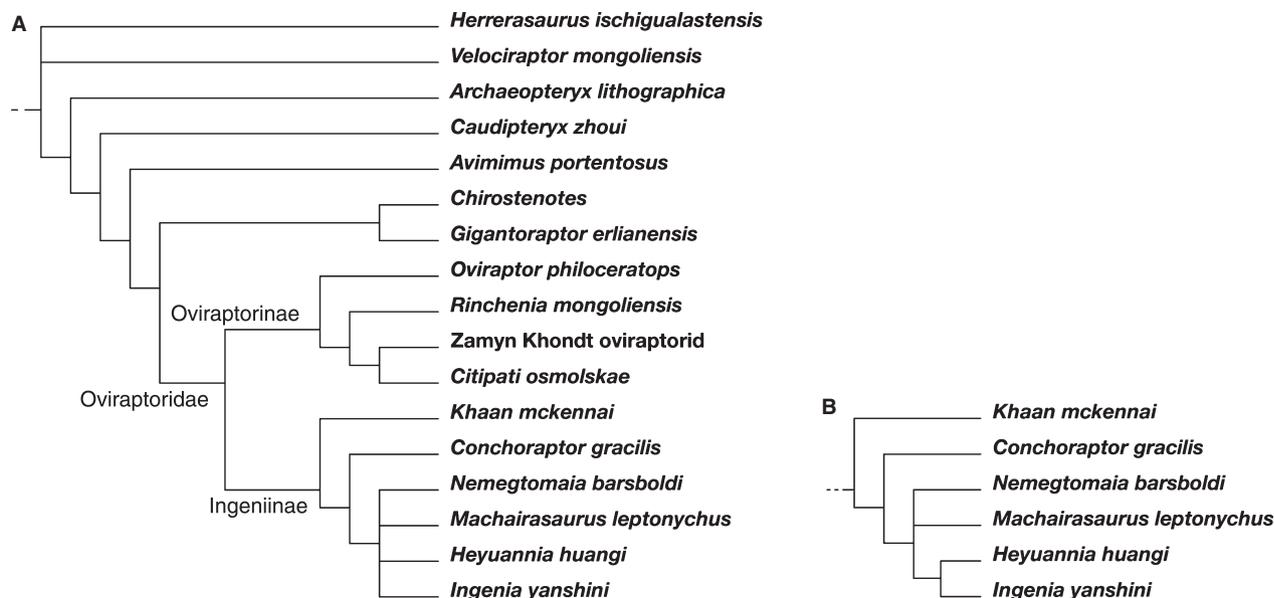 A
Herrerasaurus ischigualastensis
Velociraptor mongoliensis
Archaeopteryx lithographica
Caudipteryx zhoui
Avimimus portentosus
Chirostenotes
Gigantoraptor erlianensis
Oviraptor philoceratops
Oviraptorinae
Rinchenia mongoliensis
Zamyn Khondt oviraptorid
Citipati osmolskae
Oviraptoridae
Khaan mckennai
Conchoraptor gracilis
Nemegtomaia barsboldi
Ingeniinae
Machairasaurus leptonychus
Heyuannia huangi
Ingenia yanshini
B
Khaan mckennai
Conchoraptor gracilis
Nemegtomaia barsboldi
Machairasaurus leptonychus
Heyuannia huangi
Ingenia yanshini